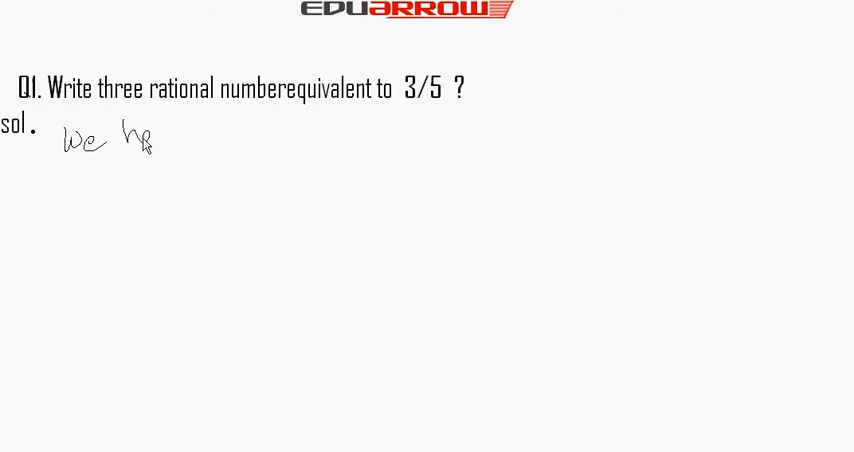 EDUARROW
Q1. Write three rational numberequivalent to 3/5 ?
sol.
We